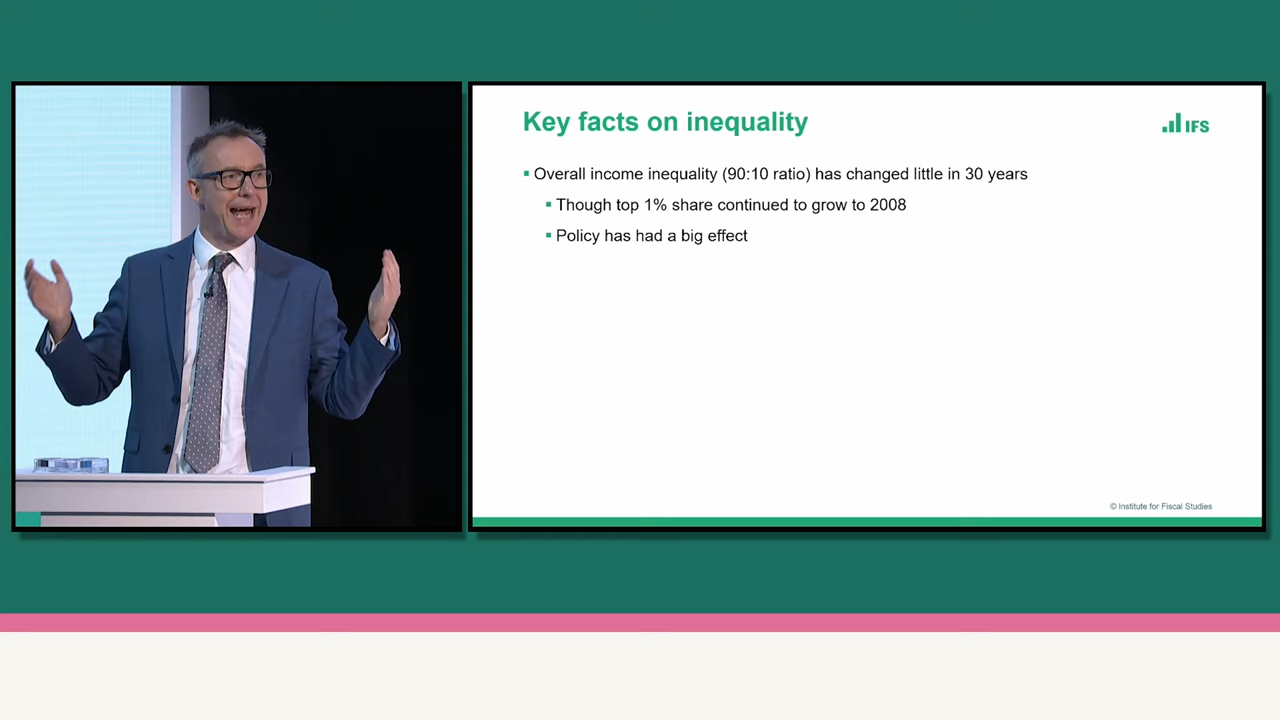 Key facts on inequality
IFS
▪ Overall income inequality (90:10 ratio) has changed little in 30 years
▪ Though top 1% share continued to grow to 2008
▪ Policy has had a big effect
© Institute for Fiscal Studies